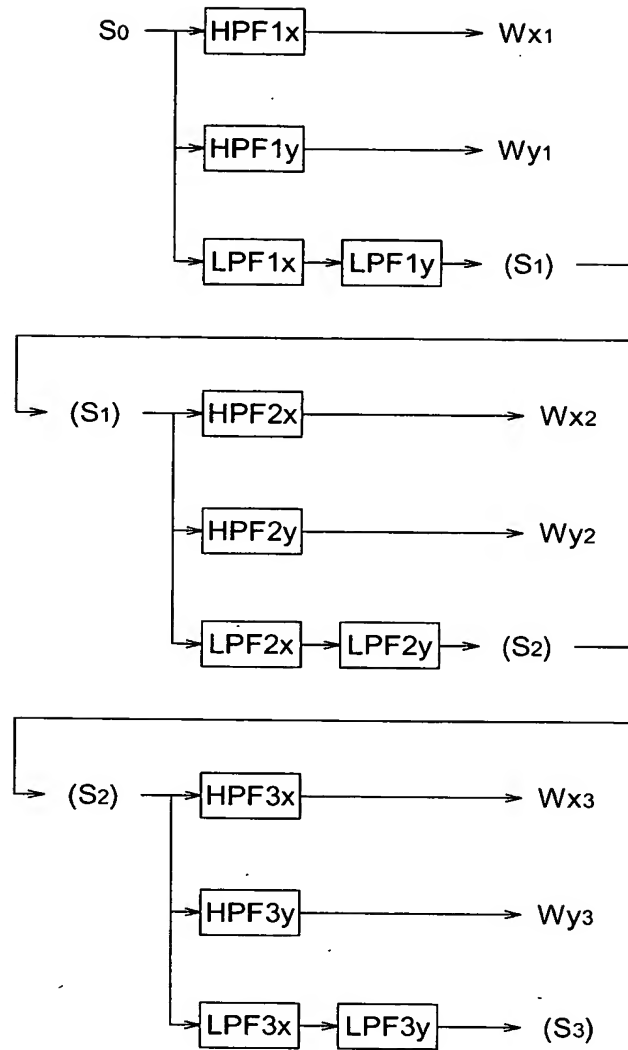 S0 HPF1x Wx1
HPF1y Wy1
LPF1x LPF1y (S1)
(S1) HPF2x Wx2
HPF2y Wy2
LPF2x LPF2y (S2)
(S2) HPF3x Wx3
HPF3y Wy3
LPF3x LPF3y (S3)